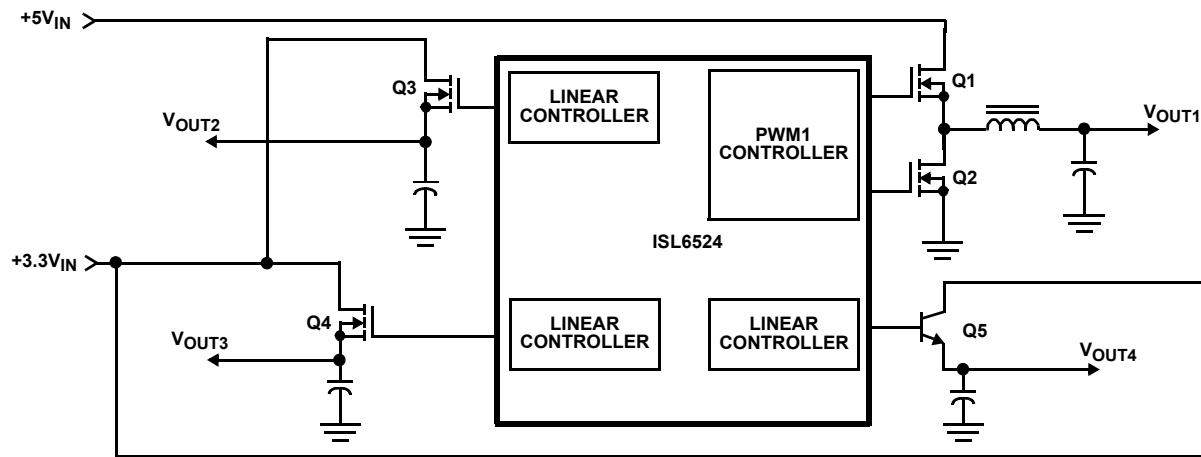 +5VIN
Q3
LINEAR
CONTROLLER
Q1
VOUT2
PWM1
CONTROLLER
VOUT1
Q2
ISL6524
+3.3VIN
Q4
LINEAR
CONTROLLER
LINEAR
CONTROLLER
Q5
VOUT3
VOUT4